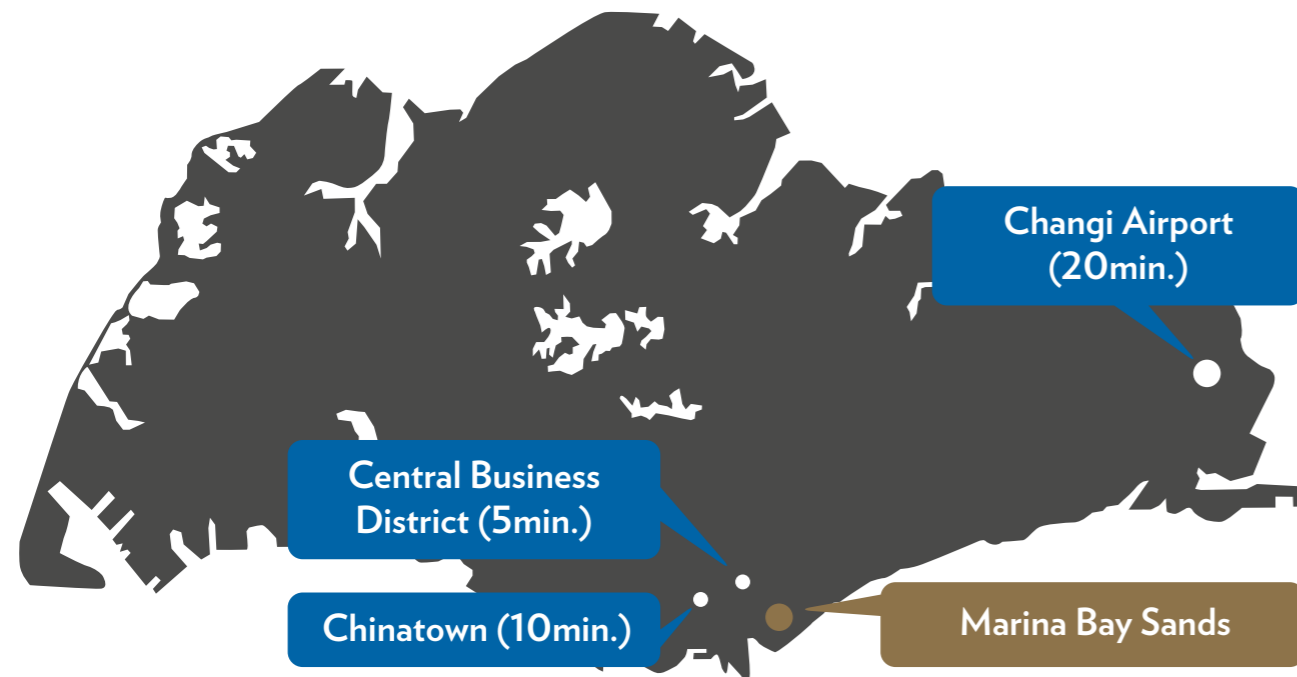 Changi Airport
(20min.)
Central Business
District (5min.)
Chinatown (10min.)
Marina Bay Sands